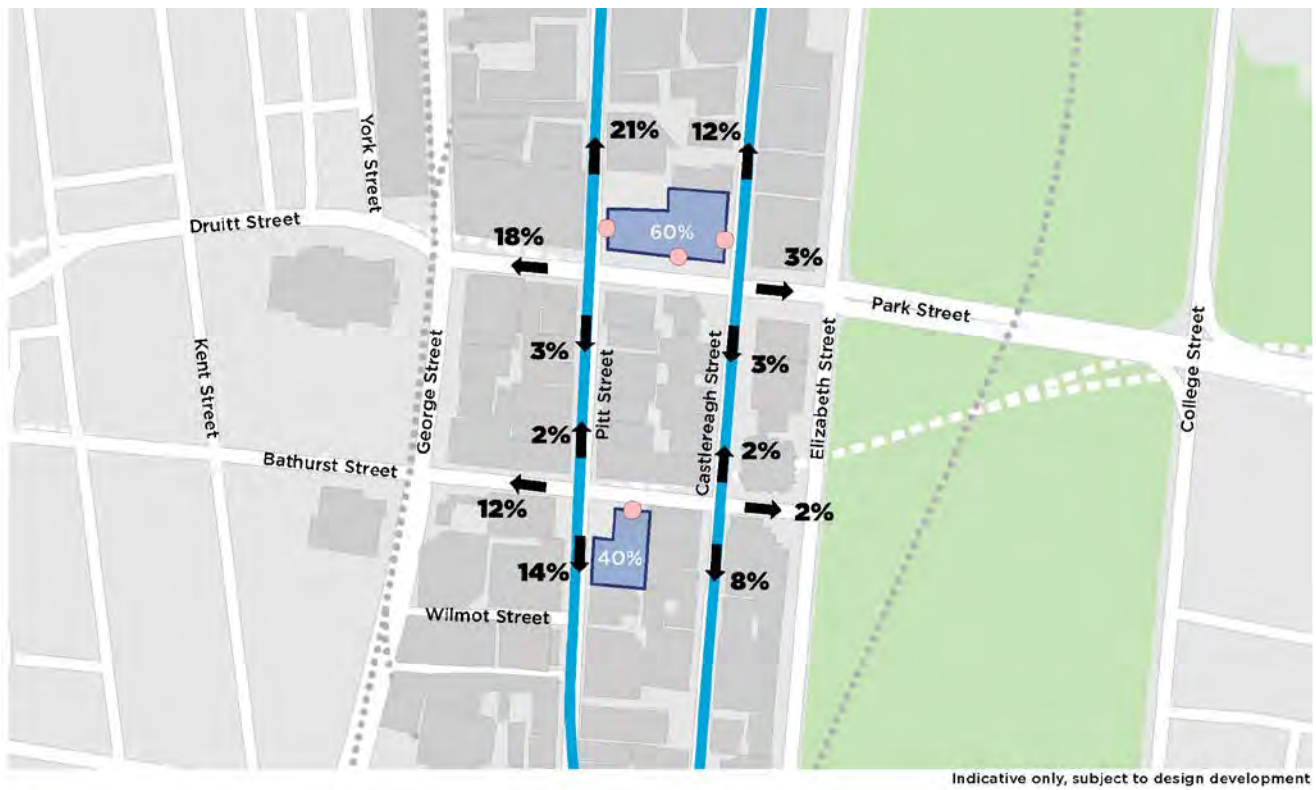 21%
12%
York Street
Druitt Street
60%
18%
3%
Park Street
3%
Pitt Street
3%
Castlereagh Street
Elizabeth Street
College Street
Kent Street
George Street
2%
2%
Bathurst Street
12%
2%
14%
40%
8%
Wilmot Street
Indicative only, subject to design development